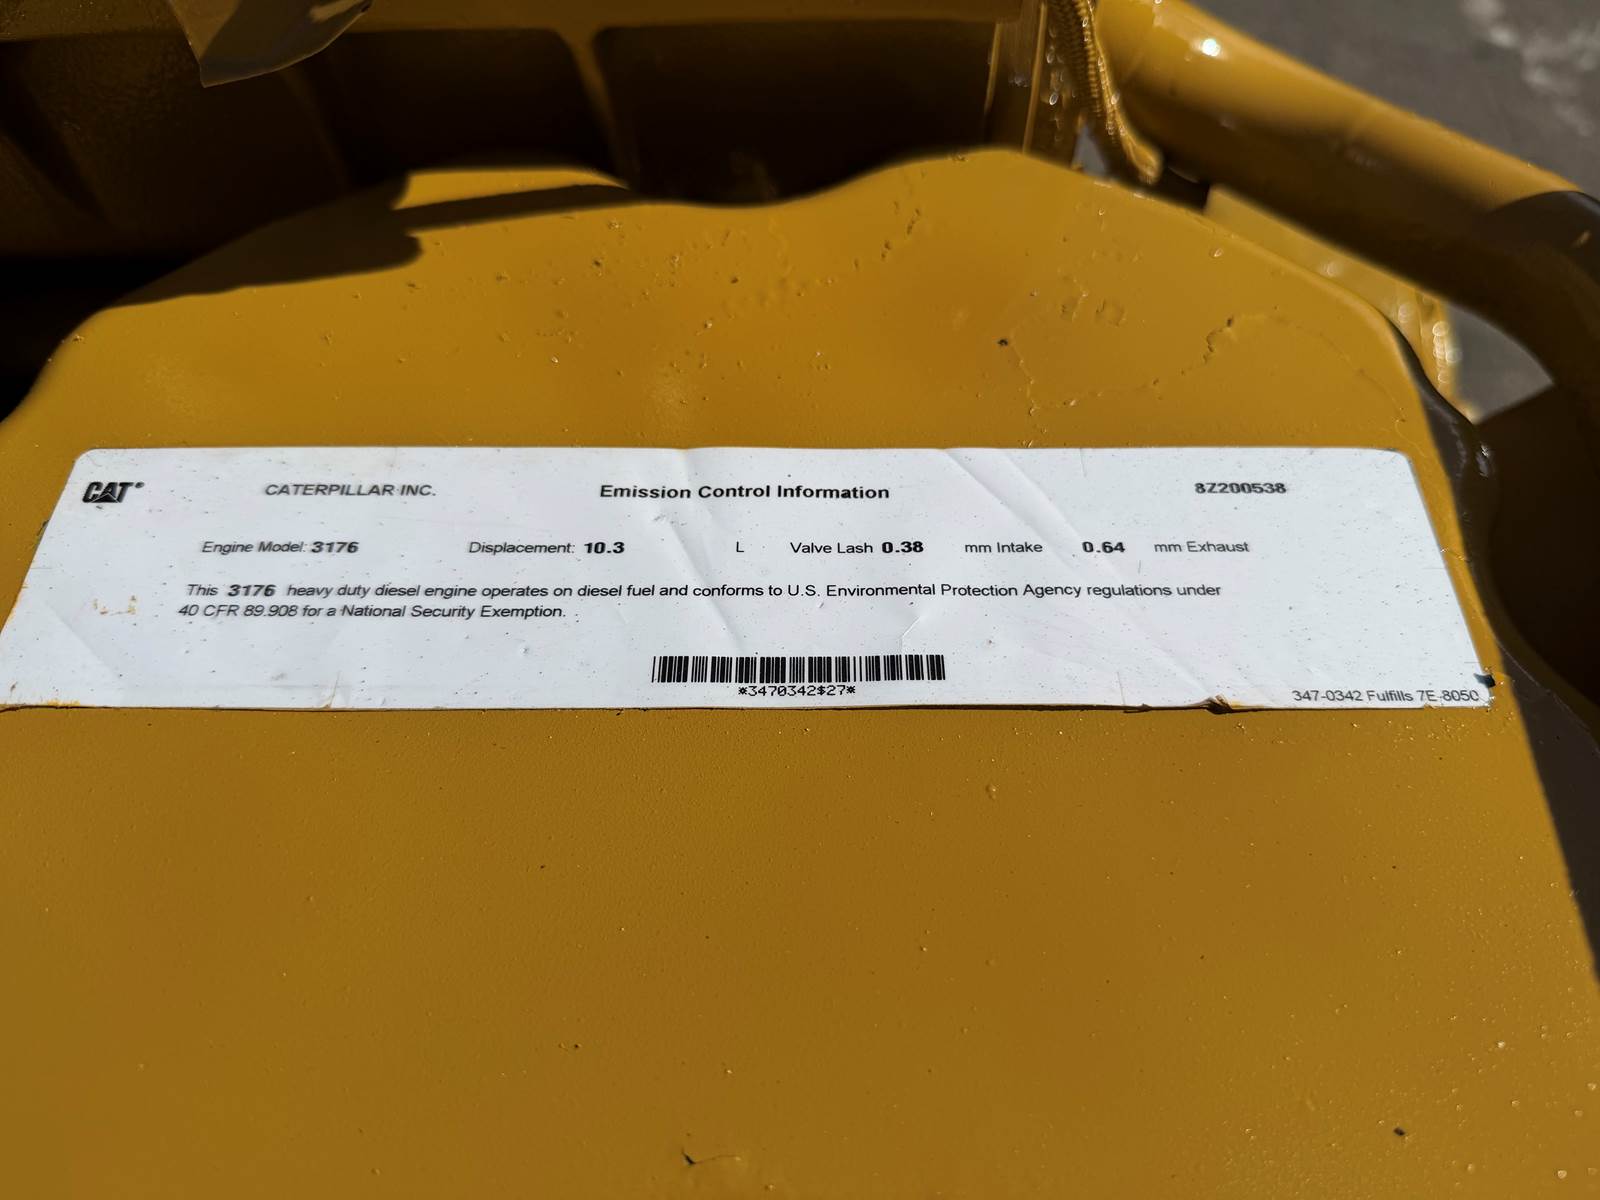 CAT® CATERPILLAR INC. Emission Control Information 8Z200538
Engine Model: 3176 Displacement: 10.3 L Valve Lash 0.38 mm Intake 0.64 mm Exhaust
This 3176 heavy duty diesel engine operates on diesel fuel and conforms to U.S. Environmental Protection Agency regulations under
40 CFR 89.908 for a National Security Exemption.
*3470342$27*
347-0342 Fulfills 7E-8050